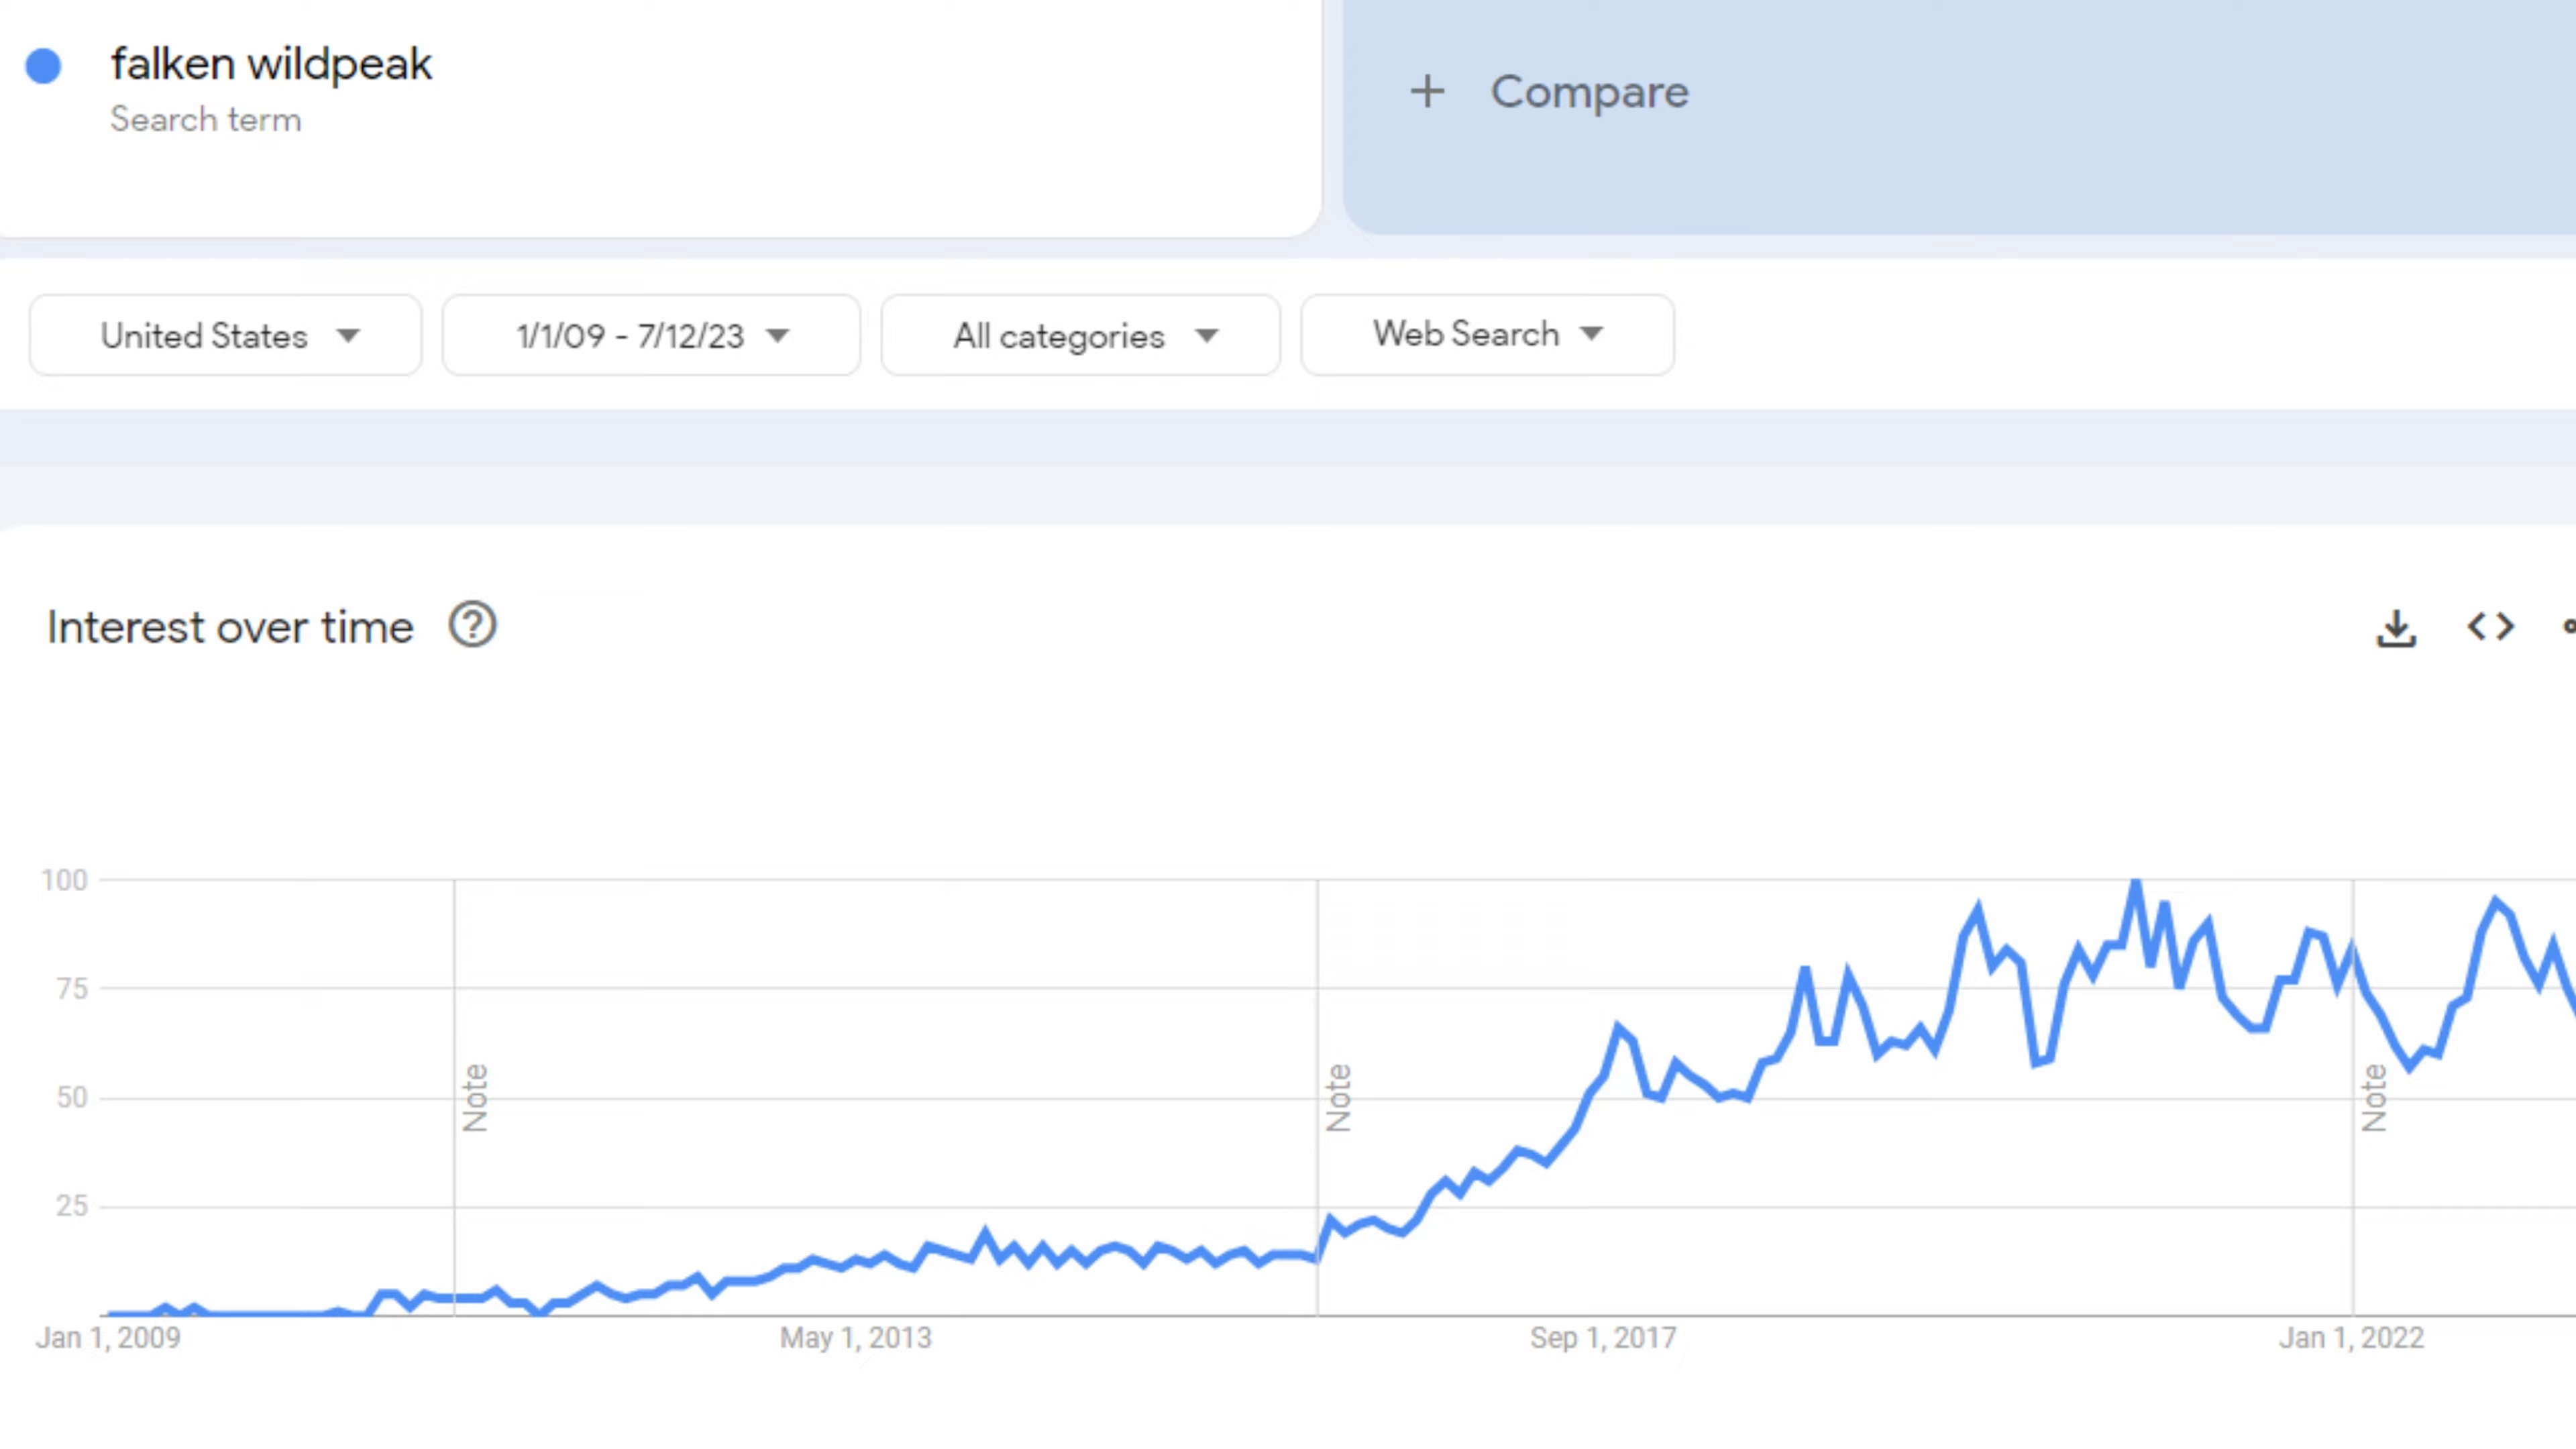 falken wildpeak
Search term
+ Compare
United States
1/1/09 - 7/12/23
All categories
Web Search
Interest over time
100
75
50
25
Note
Note
Note
Jan 1, 2009
May 1, 2013
Sep 1, 2017
Jan 1, 2022